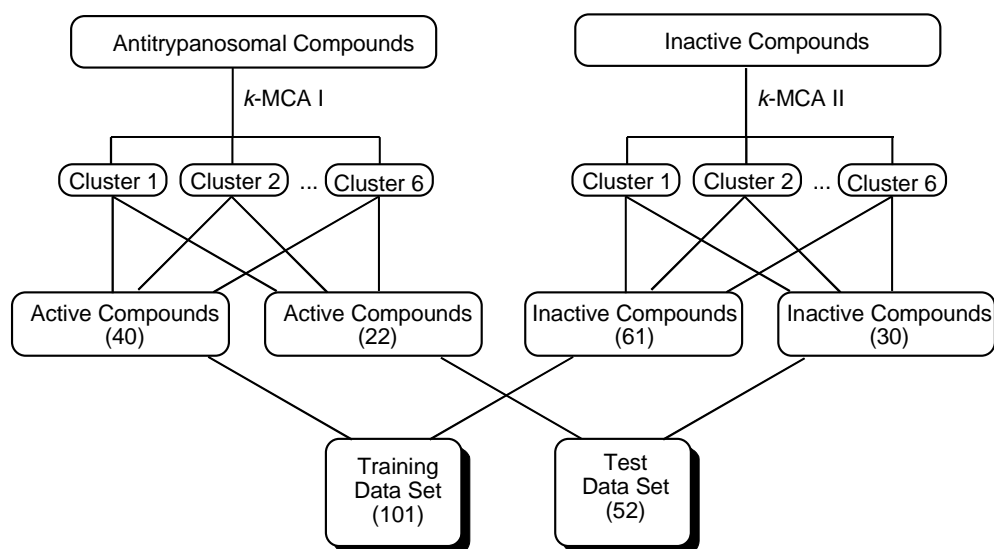 Antitrypanosomal Compounds
Inactive Compounds
k-MCA I
k-MCA II
Cluster 1
Cluster 2
...
Cluster 6
Cluster 1
Cluster 2
...
Cluster 6
Active Compounds
(40)
Active Compounds
(22)
Inactive Compounds
(61)
Inactive Compounds
(30)
Training
Data Set
(101)
Test
Data Set
(52)